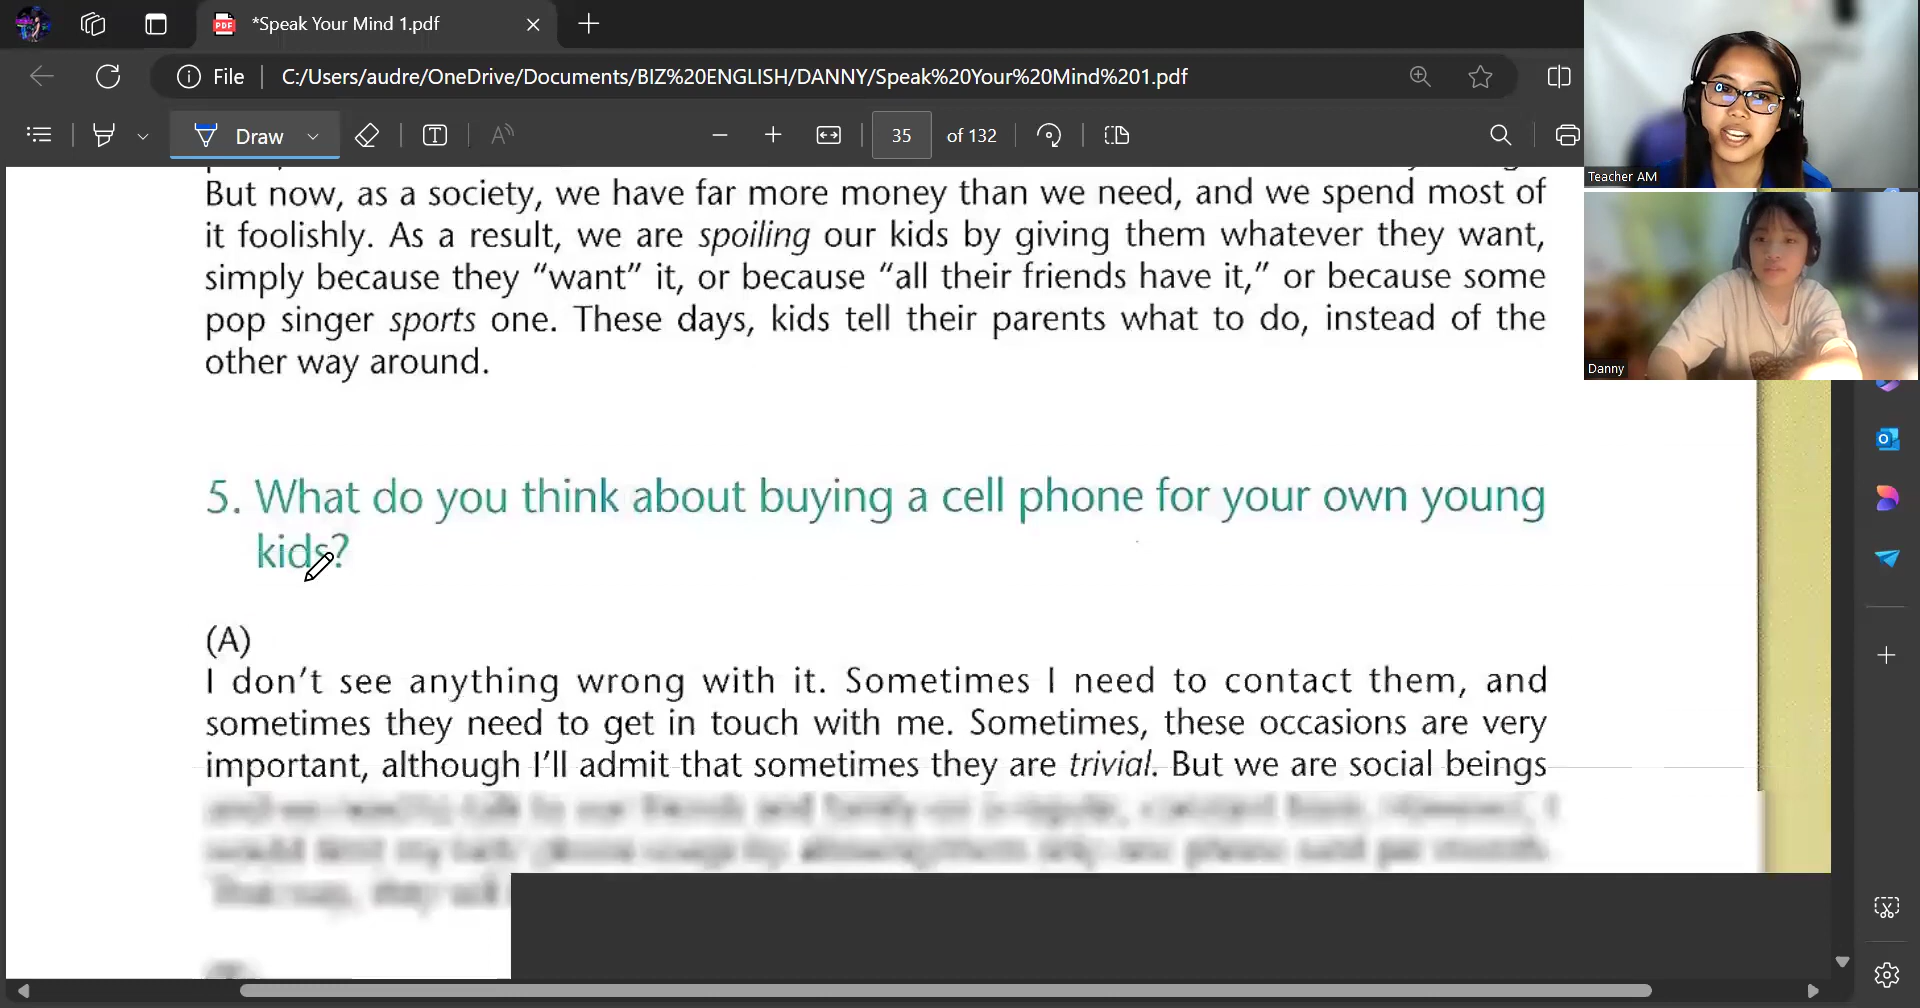 *Speak Your Mind 1.pdf
File
C:/Users/audre/OneDrive/Documents/BIZ%20ENGLISH/DANNY/Speak%20Your%20Mind%201.pdf
Draw
35 of 132
Teacher AM
Danny
But now, as a society, we have far more money than we need, and we spend most of
it foolishly. As a result, we are spoiling our kids by giving them whatever they want,
simply because they “want” it, or because “all their friends have it,” or because some
pop singer sports one. These days, kids tell their parents what to do, instead of the
other way around.
5. What do you think about buying a cell phone for your own young
kids?
(A)
I don’t see anything wrong with it. Sometimes I need to contact them, and
sometimes they need to get in touch with me. Sometimes, these occasions are very
important, although I’ll admit that sometimes they are trivial. But we are social beings